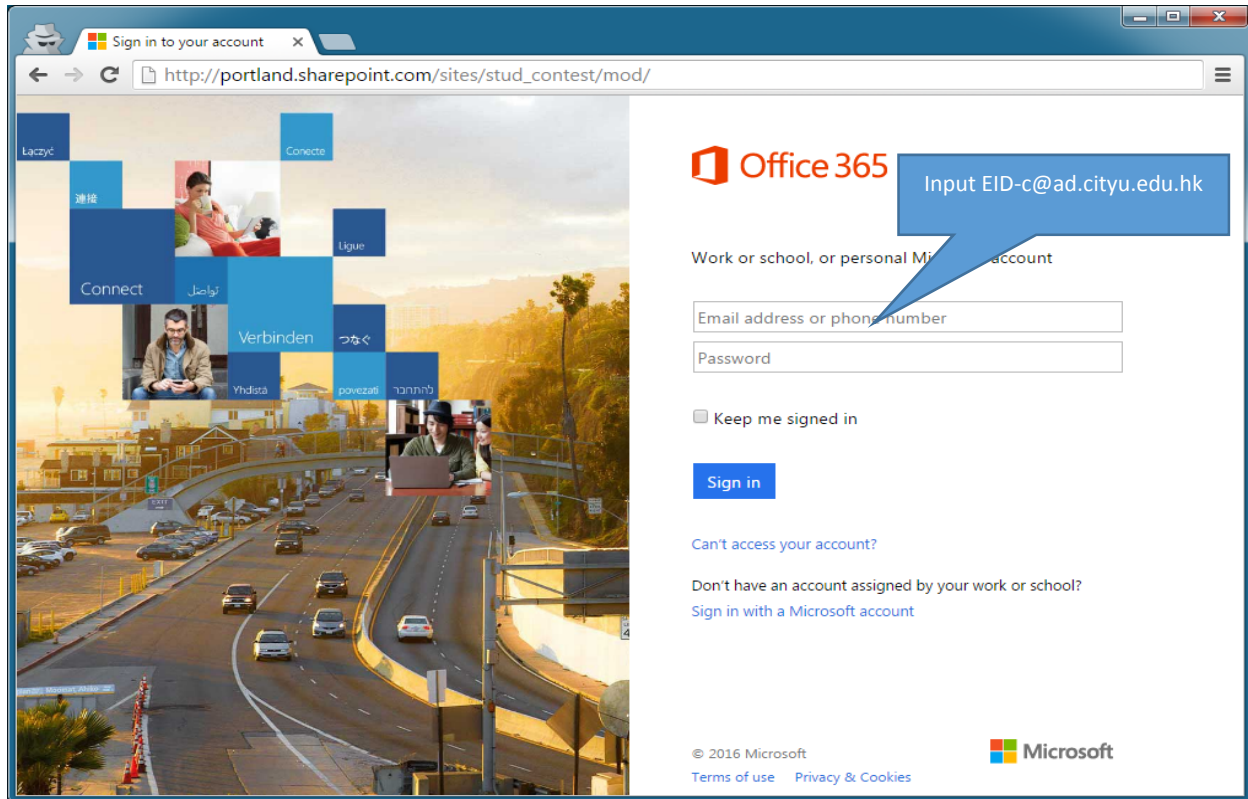 Sign in to your account
http://portland.sharepoint.com/sites/stud_contest/mod/
Łączyć
Conecte
連接
Ligue
Connect
تواصَل
Verbinden
つなぐ
Yhdistä
povezati
להתחבר
EXIT
Office 365
Input EID-c@ad.cityu.edu.hk
Work or school, or personal Mi account
Email address or phone number
Password
Keep me signed in
Sign in
Can't access your account?
Don't have an account assigned by your work or school?
Sign in with a Microsoft account
© 2016 Microsoft
Microsoft
Terms of use Privacy & Cookies